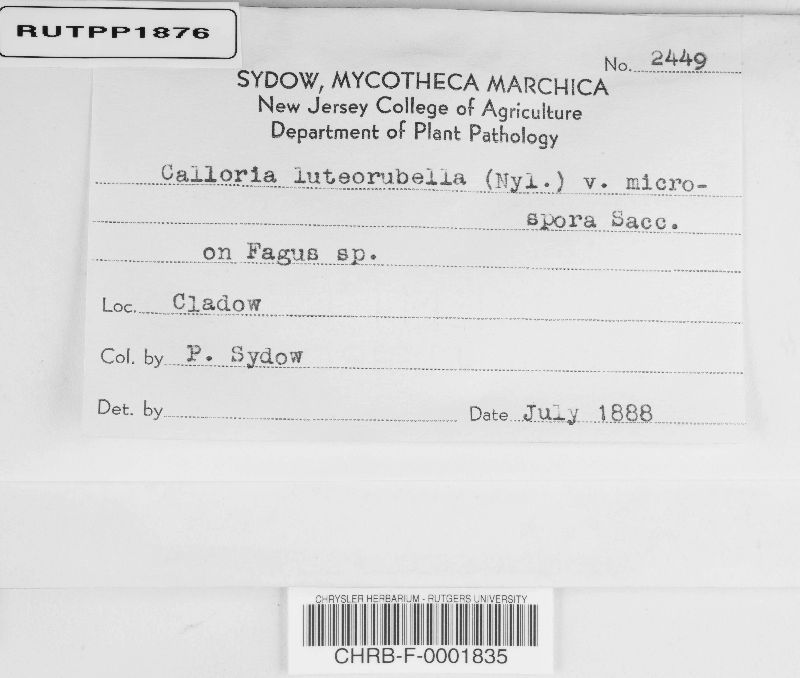 RUTPP1876
No. 2449
SYDOW, MYCOTHECA MARCHICA
New Jersey College of Agriculture
Department of Plant Pathology
Calloria luteorubella (Nyl.) v. micro-
spora Sacc.
on Fagus sp.
Loc. Cladow
Col. by P. Sydow
Det. by
Date July 1888
CHRYSLER HERBARIUM - RUTGERS UNIVERSITY
CHRB-F-0001835